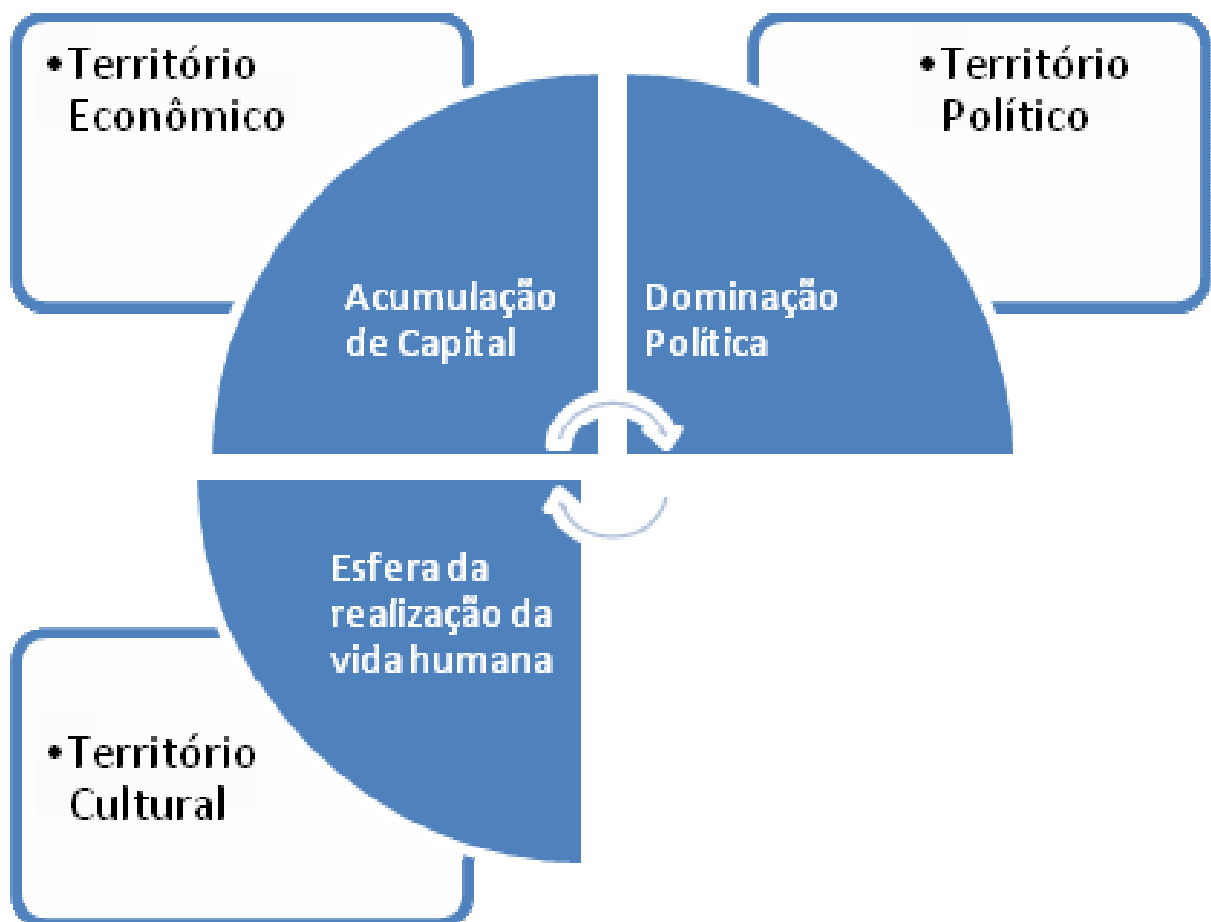 •Território
Econômico
•Território
Político
Acumulação
de Capital
Dominação
Política
Esfera da
realização da
vida humana
•Território
Cultural